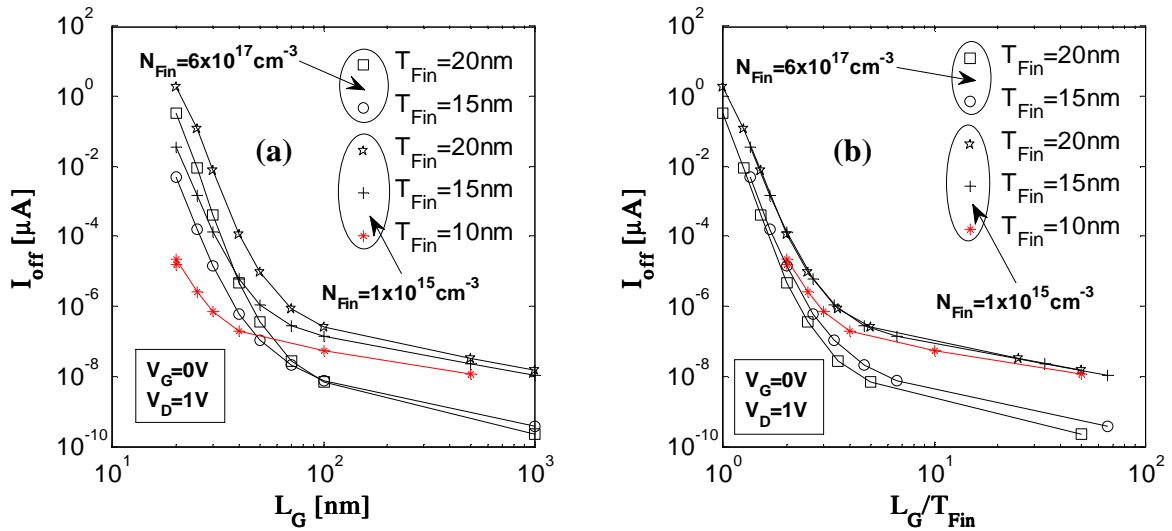 I_off [μA]
10^2
10^0
10^-2
10^-4
10^-6
10^-8
10^-10
N_Fin=6x10^17cm^-3
T_Fin=20nm
T_Fin=15nm
(a)
T_Fin=20nm
T_Fin=15nm
T_Fin=10nm
N_Fin=1x10^15cm^-3
V_G=0V
V_D=1V
10^1
10^2
10^3
L_G [nm]
I_off [μA]
10^2
10^0
10^-2
10^-4
10^-6
10^-8
10^-10
N_Fin=6x10^17cm^-3
T_Fin=20nm
T_Fin=15nm
(b)
T_Fin=20nm
T_Fin=15nm
T_Fin=10nm
N_Fin=1x10^15cm^-3
V_G=0V
V_D=1V
10^0
10^1
10^2
L_G/T_Fin